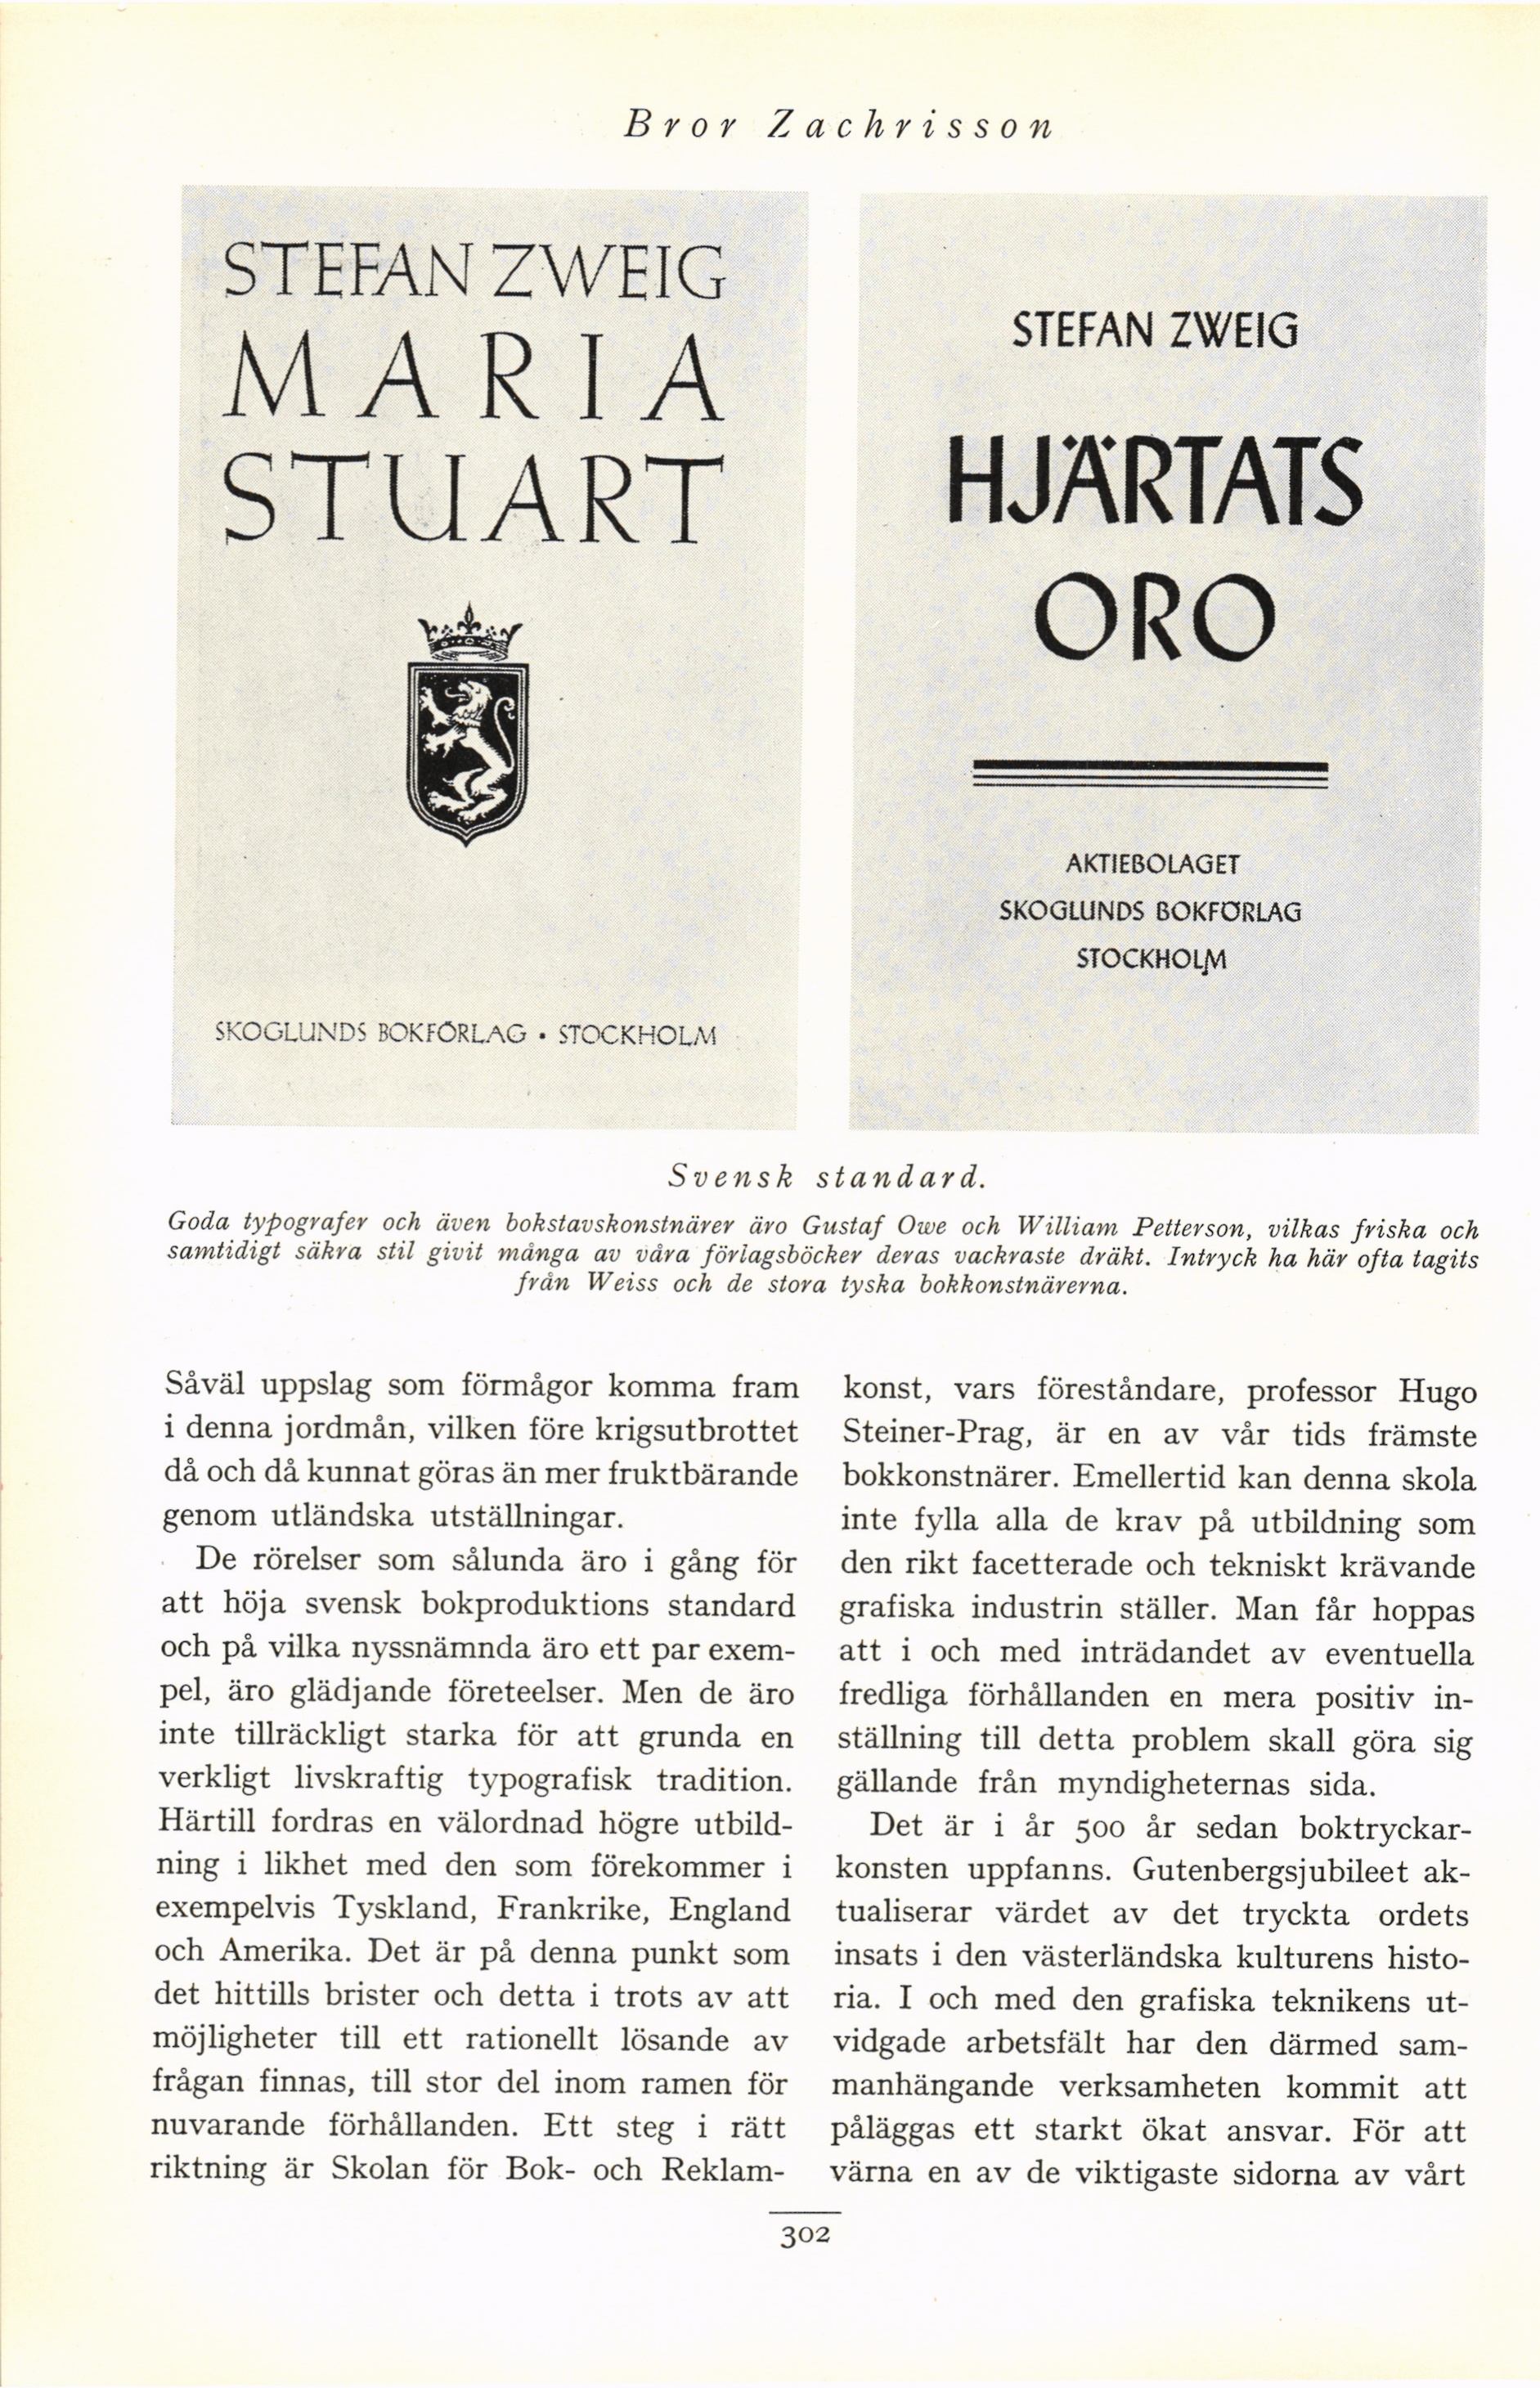 Bror Zachrisson
STEFAN ZWEIG
MARIA
STUART
SKOGLUNDS BOKFÖRLAG • STOCKHOLM
STEFAN ZWEIG
HJÄRTATS
ORO
AKTIEBOLAGET
SKOGLUNDS BOKFÖRLAG
STOCKHOLM
Svensk standard.
Goda typografer och även bokstavskonstnärer äro Gustaf Owe och William Petterson, vilkas friska och
samtidigt säkra stil givit många av våra förlagsböcker deras vackraste dräkt. Intryck ha här ofta tagits
från Weiss och de stora tyska bokkonstnärerna.
Såväl uppslag som förmågor komma fram
i denna jordmån, vilken före krigsutbrottet
då och då kunnat göras än mer fruktbärande
genom utländska utställningar.
De rörelser som sålunda äro i gång för
att höja svensk bokproduktions standard
och på vilka nyssnämnda äro ett par exem-
pel, äro glädjande företeelser. Men de äro
inte tillräckligt starka för att grunda en
verkligt livskraftig typografisk tradition.
Härtill fordras en välordnad högre utbild-
ning i likhet med den som förekommer i
exempelvis Tyskland, Frankrike, England
och Amerika. Det är på denna punkt som
det hittills brister och detta i trots av att
möjligheter till ett rationellt lösande av
frågan finnas, till stor del inom ramen för
nuvarande förhållanden. Ett steg i rätt
riktning är Skolan för Bok- och Reklam-
konst, vars föreståndare, professor Hugo
Steiner-Prag, är en av vår tids främste
bokkonstnärer. Emellertid kan denna skola
inte fylla alla de krav på utbildning som
den rikt facetterade och tekniskt krävande
grafiska industrin ställer. Man får hoppas
att i och med inträdandet av eventuella
fredliga förhållanden en mera positiv in-
ställning till detta problem skall göra sig
gällande från myndigheternas sida.
Det är i år 500 år sedan boktryckar-
konsten uppfanns. Gutenbergsjubileet ak-
tualiserar värdet av det tryckta ordets
insats i den västerländska kulturens histo-
ria. I och med den grafiska teknikens ut-
vidgade arbetsfält har den därmed sam-
manhängande verksamheten kommit att
påläggas ett starkt ökat ansvar. För att
värna en av de viktigaste sidorna av vårt
302